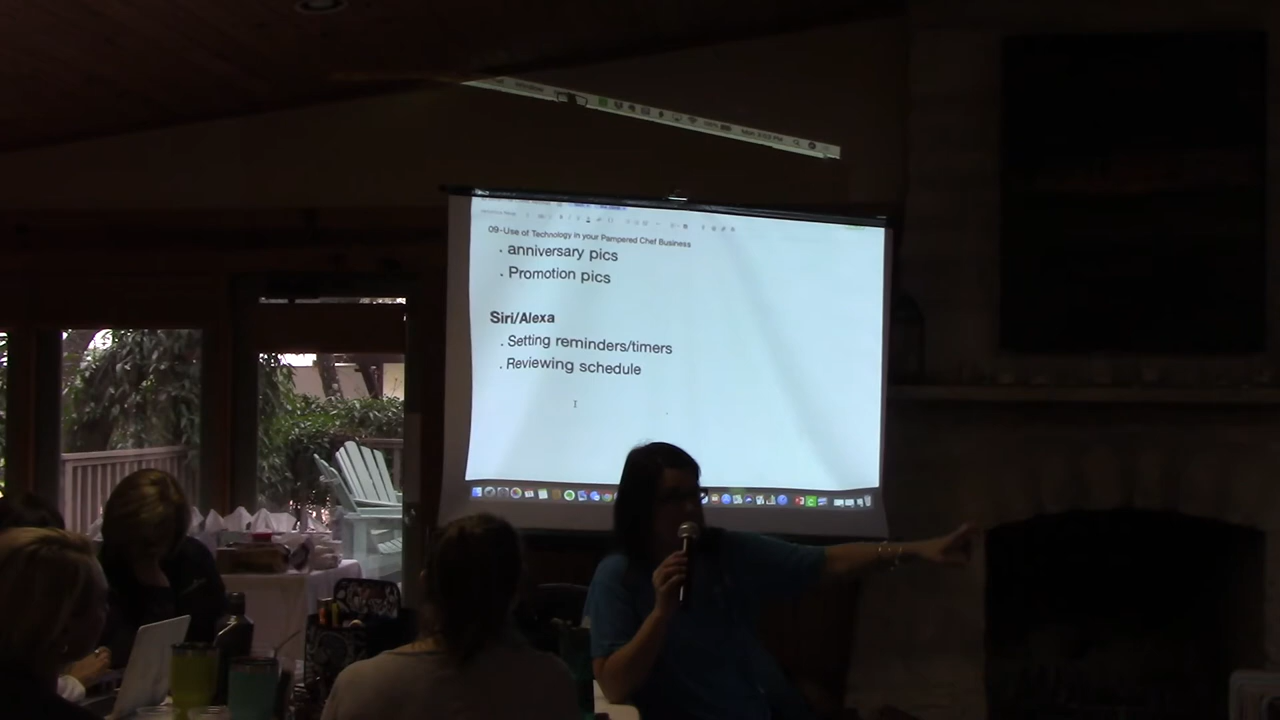 Window
09-Use of Technology in your Pampered Chef Business
. anniversary pics
. Promotion pics
Siri/Alexa
. Setting reminders/timers
. Reviewing schedule